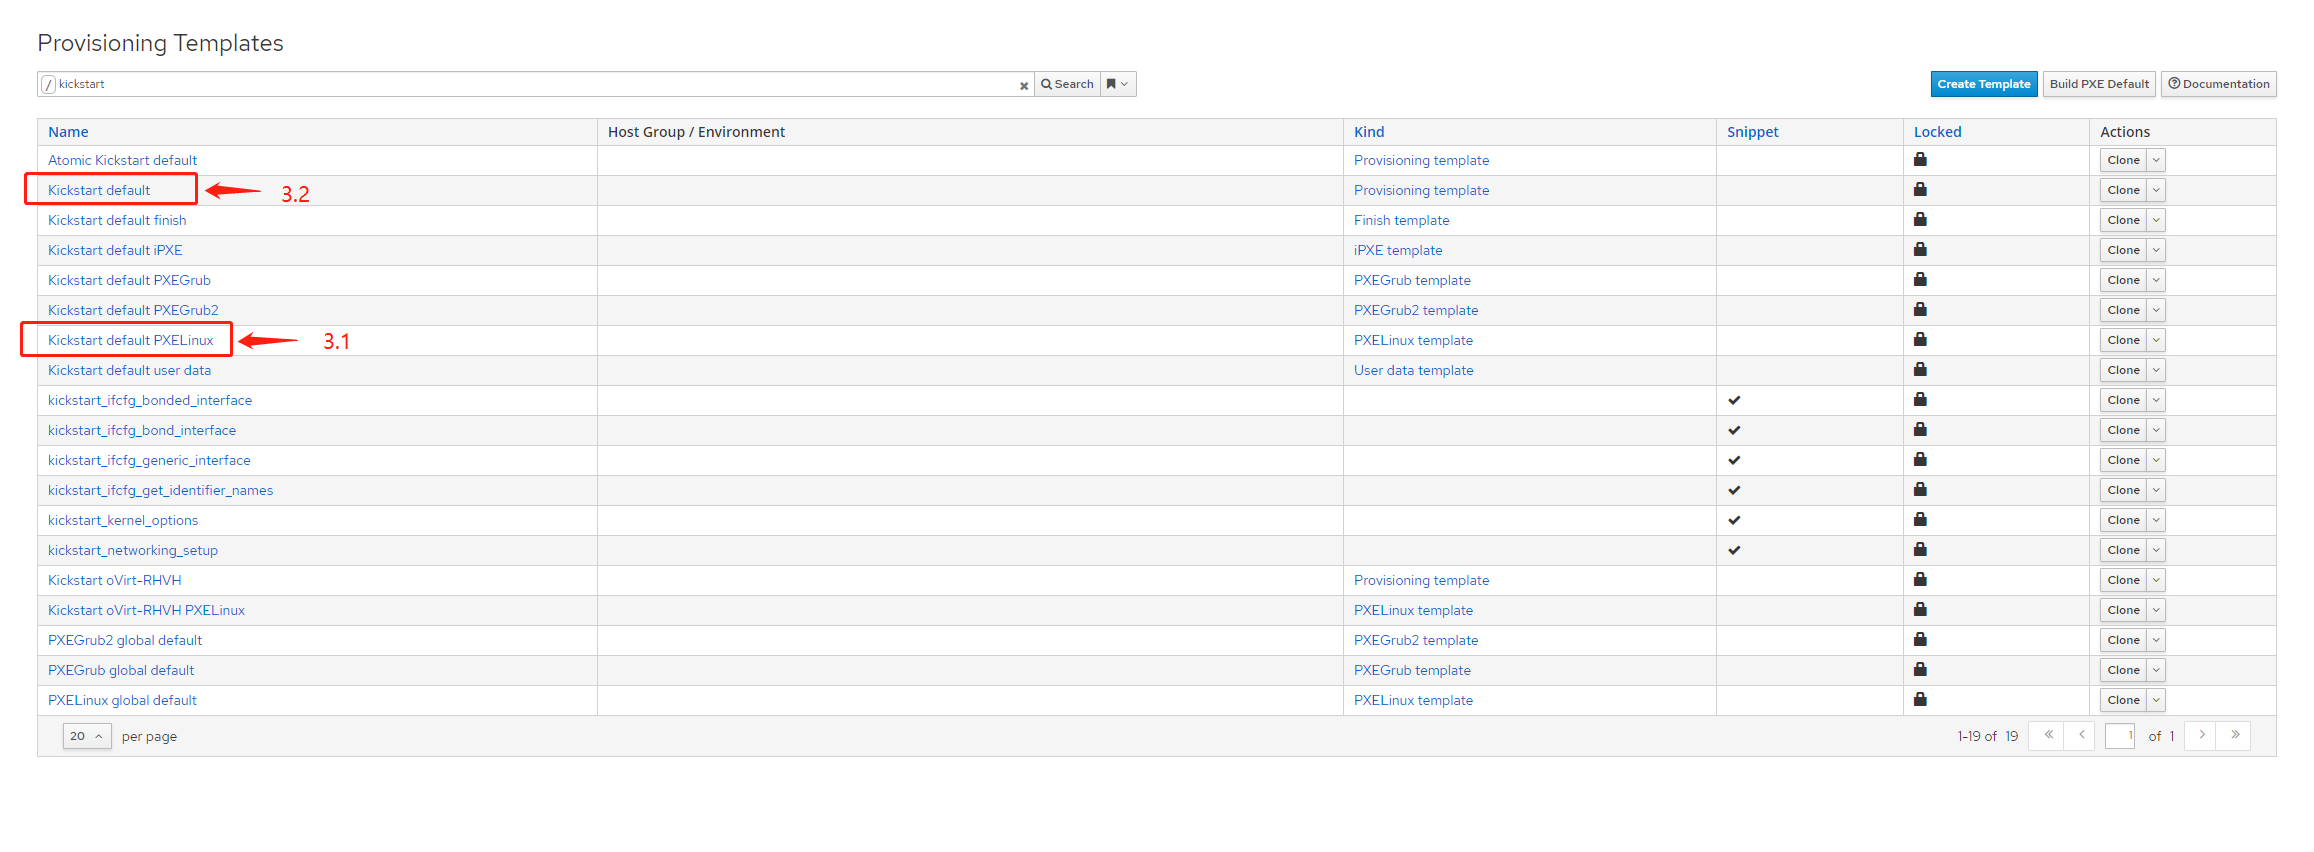 Provisioning Templates
/ kickstart Search Create Template Build PXE Default Documentation
Name Host Group / Environment Kind Snippet Locked Actions
Atomic Kickstart default Provisioning template Clone
Kickstart default 3.2 Provisioning template Clone
Kickstart default finish Finish template Clone
Kickstart default iPXE iPXE template Clone
Kickstart default PXEGrub PXEGrub template Clone
Kickstart default PXEGrub2 PXEGrub2 template Clone
Kickstart default PXELinux 3.1 PXELinux template Clone
Kickstart default user data User data template Clone
kickstart_ifcfg_bonded_interface Clone
kickstart_ifcfg_bond_interface Clone
kickstart_ifcfg_generic_interface Clone
kickstart_ifcfg_get_identifier_names Clone
kickstart_kernel_options Clone
kickstart_networking_setup Clone
Kickstart oVirt-RHVH Provisioning template Clone
Kickstart oVirt-RHVH PXELinux PXELinux template Clone
PXEGrub2 global default PXEGrub2 template Clone
PXEGrub global default PXEGrub template Clone
PXELinux global default PXELinux template Clone
20 per page 1-19 of 19 « ‹ 1 of 1 › »